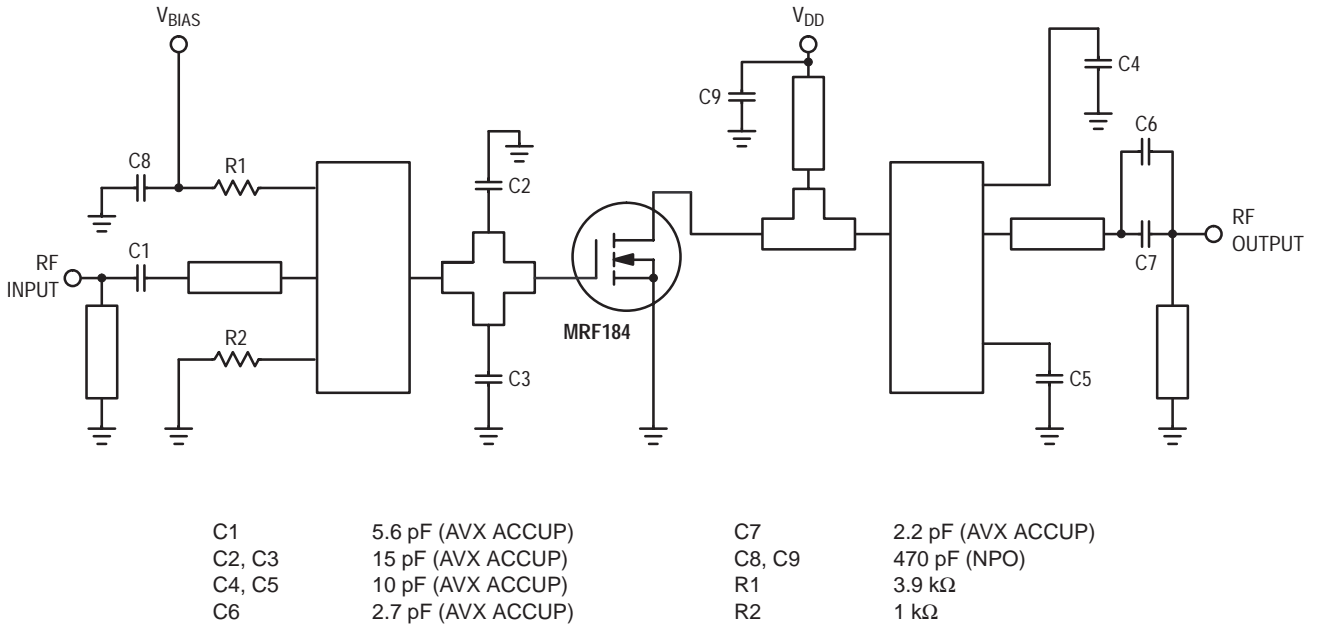 V_BIAS
V_DD
C4
C9
C6
C8
R1
C2
RF
OUTPUT
C1
C7
RF
INPUT
MRF184
R2
C3
C5
C1 5.6 pF (AVX ACCUP) C7 2.2 pF (AVX ACCUP)
C2, C3 15 pF (AVX ACCUP) C8, C9 470 pF (NPO)
C4, C5 10 pF (AVX ACCUP) R1 3.9 kΩ
C6 2.7 pF (AVX ACCUP) R2 1 kΩ